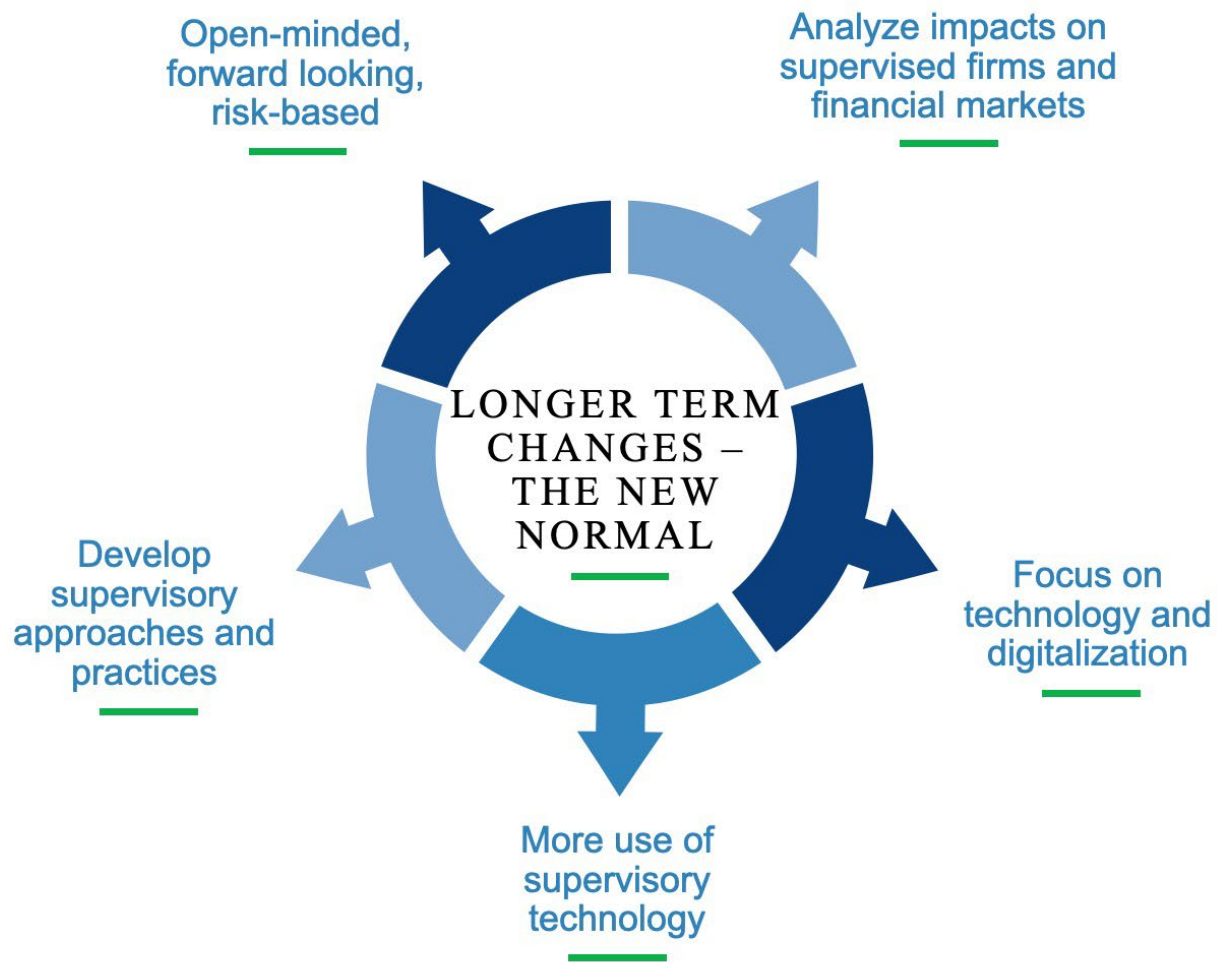 Open-minded,
forward looking,
risk-based
Analyze impacts on
supervised firms and
financial markets
LONGER TERM
CHANGES –
THE NEW
NORMAL
Develop
supervisory
approaches and
practices
Focus on
technology and
digitalization
More use of
supervisory
technology